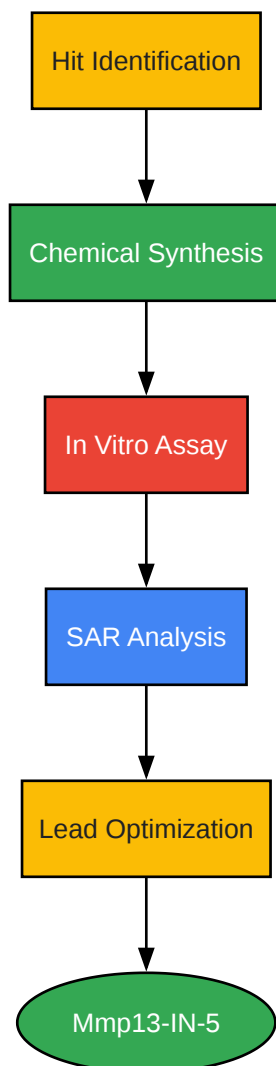 Hit Identification
Chemical Synthesis
In Vitro Assay
SAR Analysis
Lead Optimization
Mmp13-IN-5